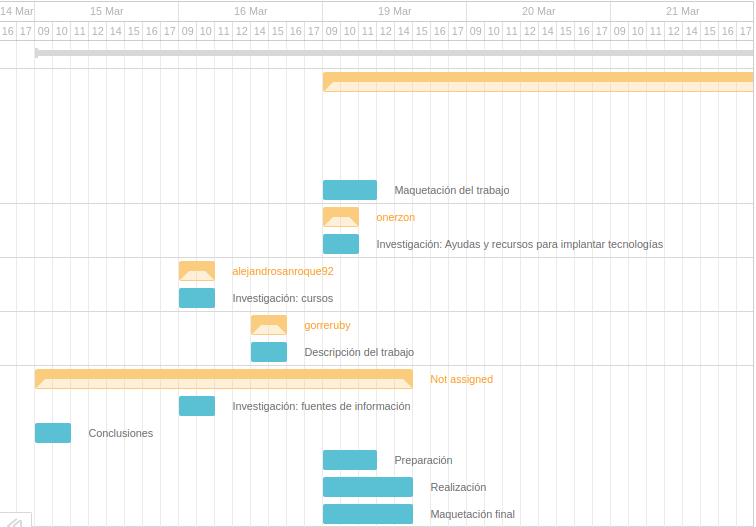 14 Mar 15 Mar 16 Mar 19 Mar 20 Mar 21 Mar
16 17 09 10 11 12 14 15 16 17 09 10 11 12 14 15 16 17 09 10 11 12 14 15 16 17 09 10 11 12 14 15 16 17 09 10 11 12 14 15 16 17
Maquetación del trabajo
onerzon
Investigación: Ayudas y recursos para implantar tecnologías
alejandrosanroque92
Investigación: cursos
gorreruby
Descripción del trabajo
Not assigned
Investigación: fuentes de información
Conclusiones
Preparación
Realización
Maquetación final